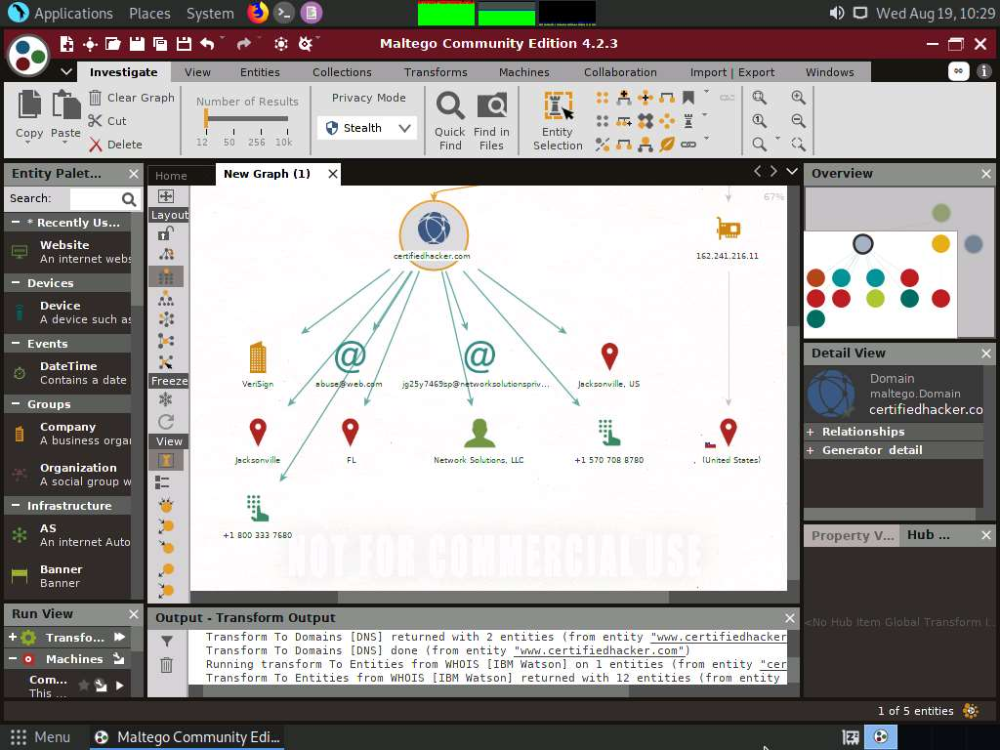 Applications Places System Wed Aug 19, 10:29
Maltego Community Edition 4.2.3
Investigate View Entities Collections Transforms Machines Collaboration Import | Export Windows
Copy
Paste
Clear Graph
Cut
Delete
Number of Results
12 50 256 10k
Privacy Mode
Stealth
Quick
Find
Find in
Files
Entity
Selection
Entity Palet...
Search:
* Recently Us...
Website
An internet webs
Devices
Device
A device such as
Events
DateTime
Contains a date
Groups
Company
A business orgar
Organization
A social group w
Infrastructure
AS
An internet Auto
Banner
Banner
Run View
Transfo...
Machines
Com...
This ...
Home New Graph (1)
Layout
Freeze
View
67%
certifiedhacker.com
162.241.216.11
VeriSign
abuse@web.com
jg25y7469sp@networksolutionspriv...
Jacksonville, US
Jacksonville
FL
Network Solutions, LLC
+1 570 708 8780
, (United States)
+1 800 333 7680
NOT FOR COMMERCIAL USE
Output - Transform Output
Transform To Domains [DNS] returned with 2 entities (from entity "www.certifiedhacker
Transform To Domains [DNS] done (from entity "www.certifiedhacker.com")
Running transform To Entities from WHOIS [IBM Watson] on 1 entities (from entity "cer
Transform To Entities from WHOIS [IBM Watson] returned with 12 entities (from entity
Overview
Detail View
Domain
maltego.Domain
certifiedhacker.co
+ Relationships
+ Generator detail
Property V... Hub ...
<No Hub Item Global Transform I...
1 of 5 entities
Menu Maltego Community Edi...